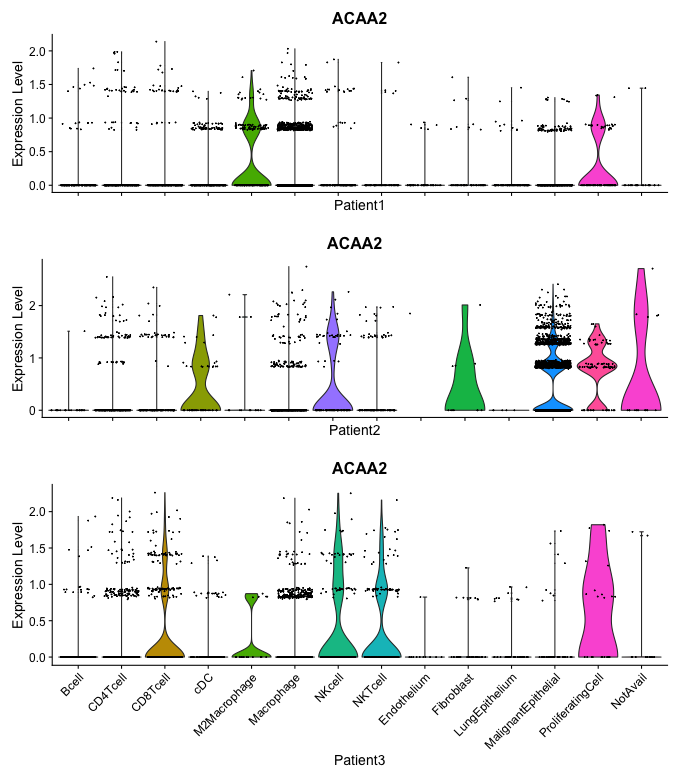 ACAA2
Expression Level
2.0
1.5
1.0
0.5
0.0
Patient1
ACAA2
Expression Level
2
1
0
Patient2
ACAA2
Expression Level
2.0
1.5
1.0
0.5
0.0
Bcell
CD4Tcell
CD8Tcell
cDC
M2Macrophage
Macrophage
NKcell
NKTcell
Endothelium
Fibroblast
LungEpithelium
MalignantEpithelial
ProliferatingCell
NotAvail
Patient3